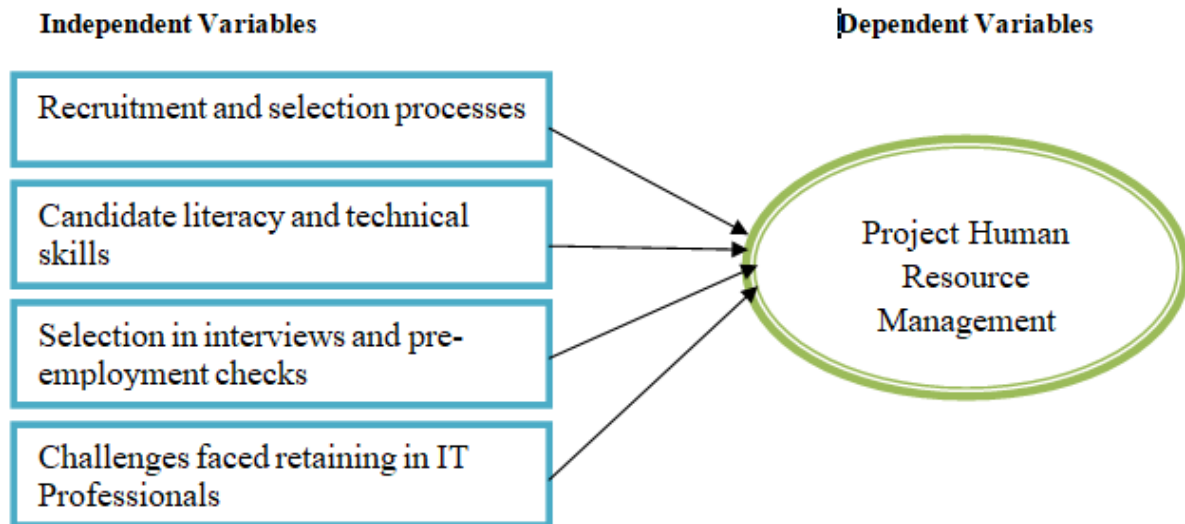 Independent Variables
Dependent Variables
Recruitment and selection processes
Candidate literacy and technical
skills
Selection in interviews and pre-
employment checks
Challenges faced retaining in IT
Professionals
Project Human
Resource
Management